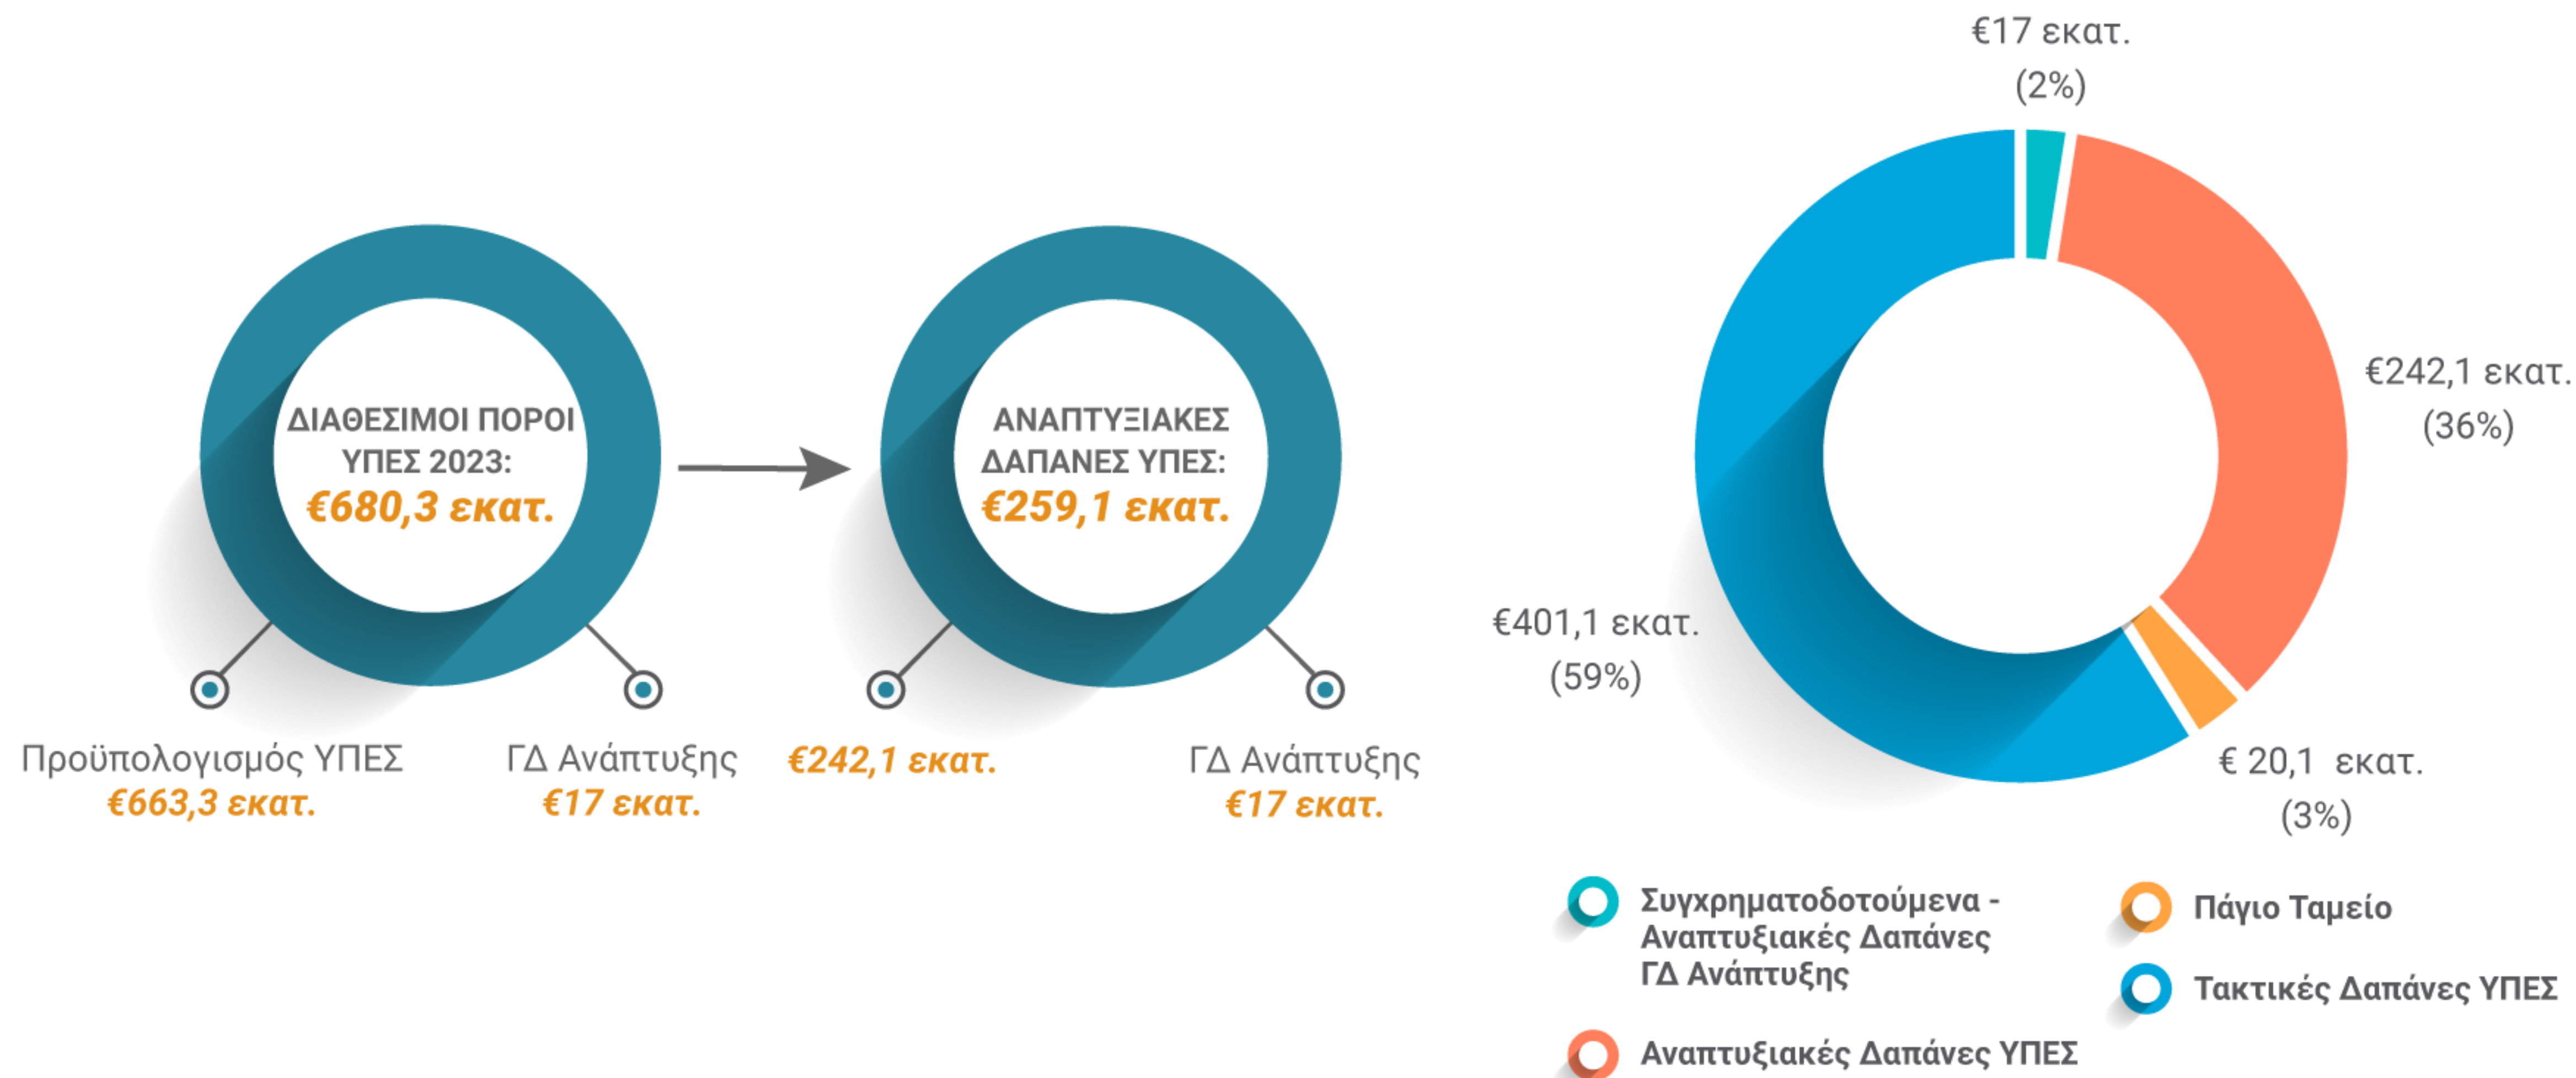 ΔΙΑΘΕΣΙΜΟΙ ΠΟΡΟΙ
ΥΠΕΣ 2023:
€680,3 εκατ.
Προϋπολογισμός ΥΠΕΣ
€663,3 εκατ.
ΓΔ Ανάπτυξης
€17 εκατ.
ΑΝΑΠΤΥΞΙΑΚΕΣ
ΔΑΠΑΝΕΣ ΥΠΕΣ:
€259,1 εκατ.
€242,1 εκατ.
ΓΔ Ανάπτυξης
€17 εκατ.
€17 εκατ.
(2%)
€242,1 εκατ.
(36%)
€ 20,1 εκατ.
(3%)
€401,1 εκατ.
(59%)
Συγχρηματοδοτούμενα -
Αναπτυξιακές Δαπάνες
ΓΔ Ανάπτυξης
Αναπτυξιακές Δαπάνες ΥΠΕΣ
Πάγιο Ταμείο
Τακτικές Δαπάνες ΥΠΕΣ